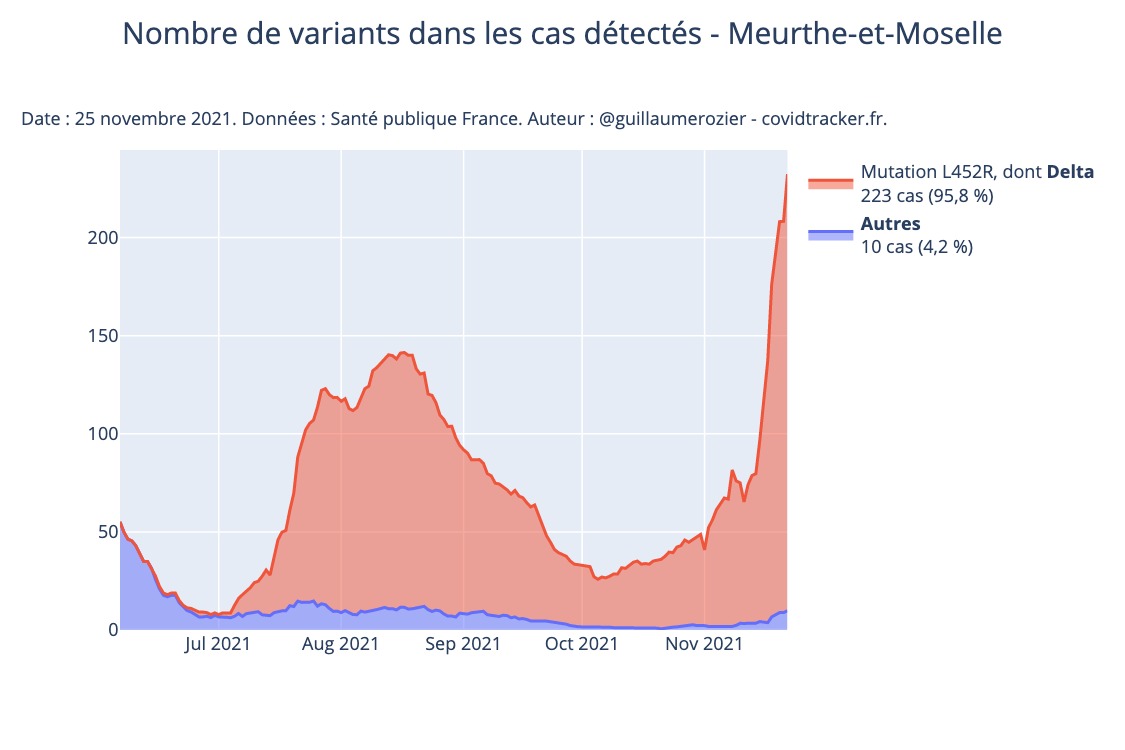 Nombre de variants dans les cas détectés - Meurthe-et-Moselle
Date : 25 novembre 2021. Données : Santé publique France. Auteur : @guillaumerozier - covidtracker.fr.
Mutation L452R, dont Delta
223 cas (95,8 %)
Autres
10 cas (4,2 %)
200
150
100
50
0
Jul 2021 Aug 2021 Sep 2021 Oct 2021 Nov 2021